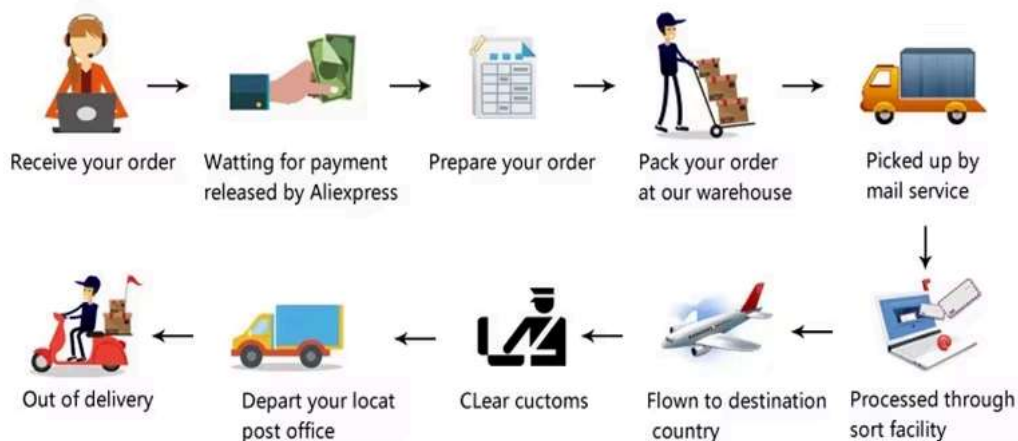 Receive your order
Watting for payment
released by Aliexpress
Prepare your order
Pack your order
at our warehouse
Picked up by
mail service
Processed through
sort facility
Flown to destination
country
CLear cuctoms
Depart your locat
post office
Out of delivery